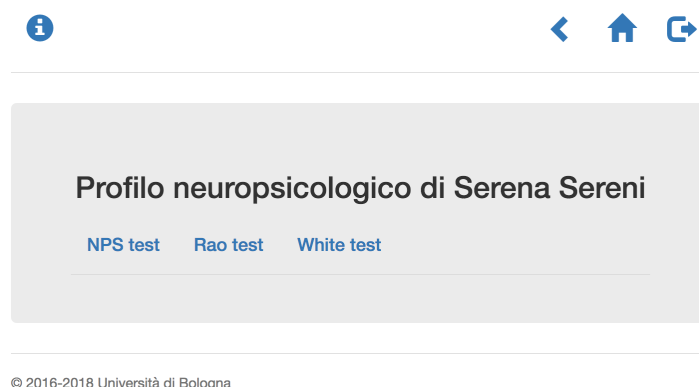 Profilo neuropsicologico di Serena Sereni
NPS test Rao test White test
© 2016-2018 Università di Bologna